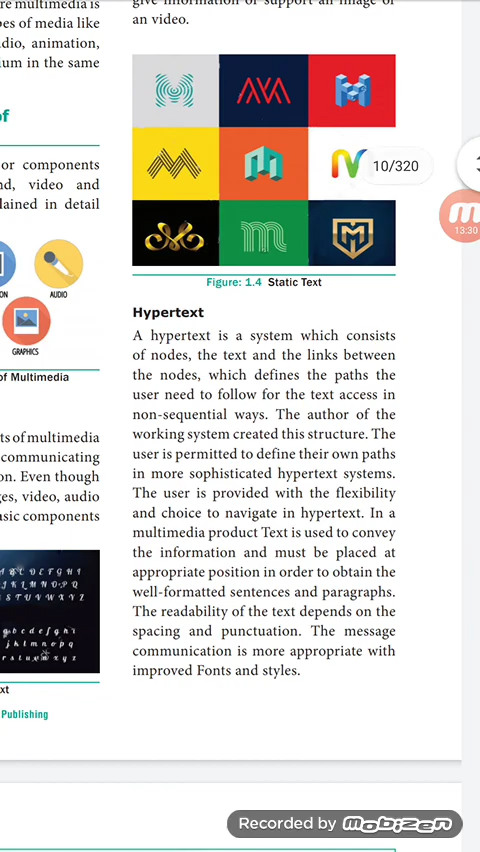 re multimedia is
pes of media like
dio, animation,
ium in the same
of
or components
nd, video and
lained in detail
ON
AUDIO
GRAPHICS
of Multimedia
ts of multimedia
communicating
on. Even though
ges, video, audio
asic components
A B C D E F G H I
J K L M N O P Q
R S T U V W X Y Z
a b c d e f g h i
j k l m n o p q
r s t u v w x y z
xt
Publishing
give information or support an image or
an video.
10/320
13:30
Figure: 1.4 Static Text
Hypertext
A hypertext is a system which consists
of nodes, the text and the links between
the nodes, which defines the paths the
user need to follow for the text access in
non-sequential ways. The author of the
working system created this structure. The
user is permitted to define their own paths
in more sophisticated hypertext systems.
The user is provided with the flexibility
and choice to navigate in hypertext. In a
multimedia product Text is used to convey
the information and must be placed at
appropriate position in order to obtain the
well-formatted sentences and paragraphs.
The readability of the text depends on the
spacing and punctuation. The message
communication is more appropriate with
improved Fonts and styles.
Recorded by MOBIZEN